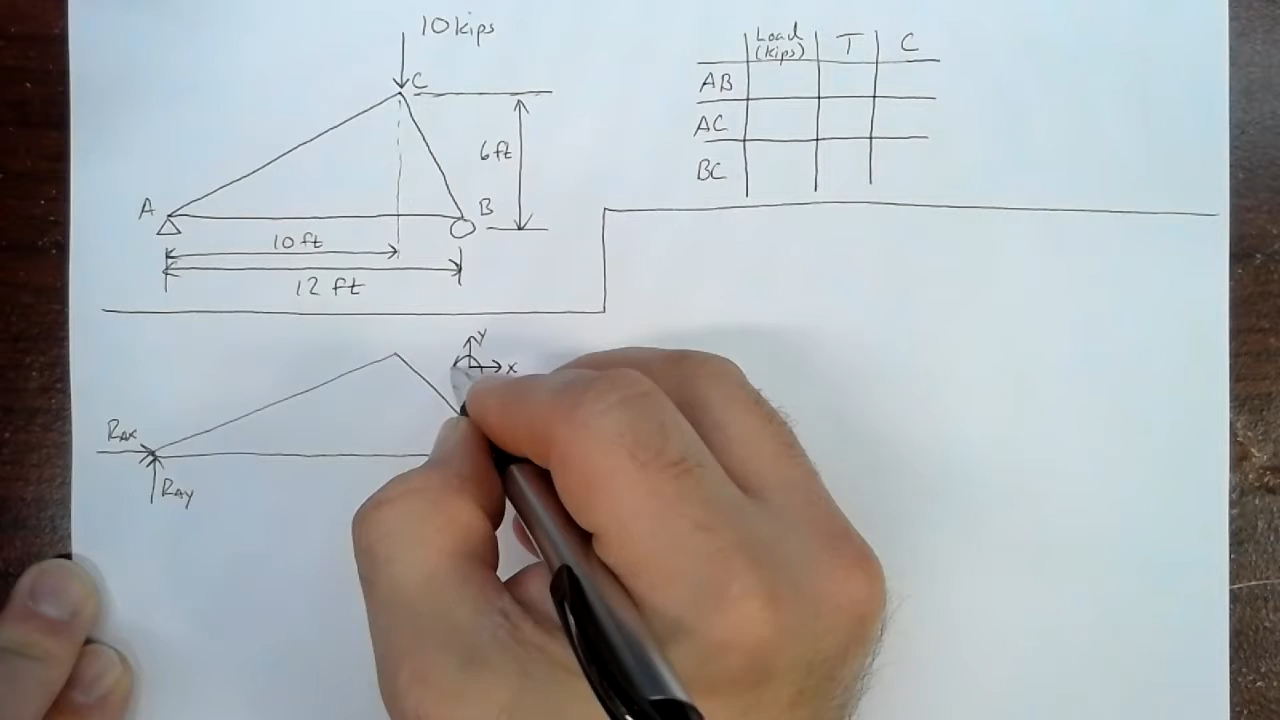 10 kips
C
6 ft
A
B
10 ft
12 ft
Load (kips) T C
AB
AC
BC
y
x
RAX
RAY